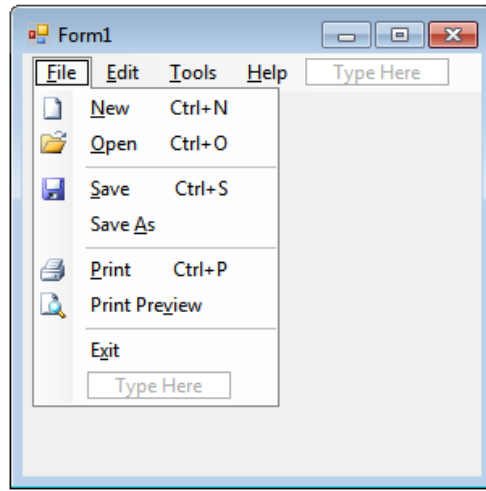 Form1
File Edit Tools Help Type Here
New Ctrl+N
Open Ctrl+O
Save Ctrl+S
Save As
Print Ctrl+P
Print Preview
Exit
Type Here